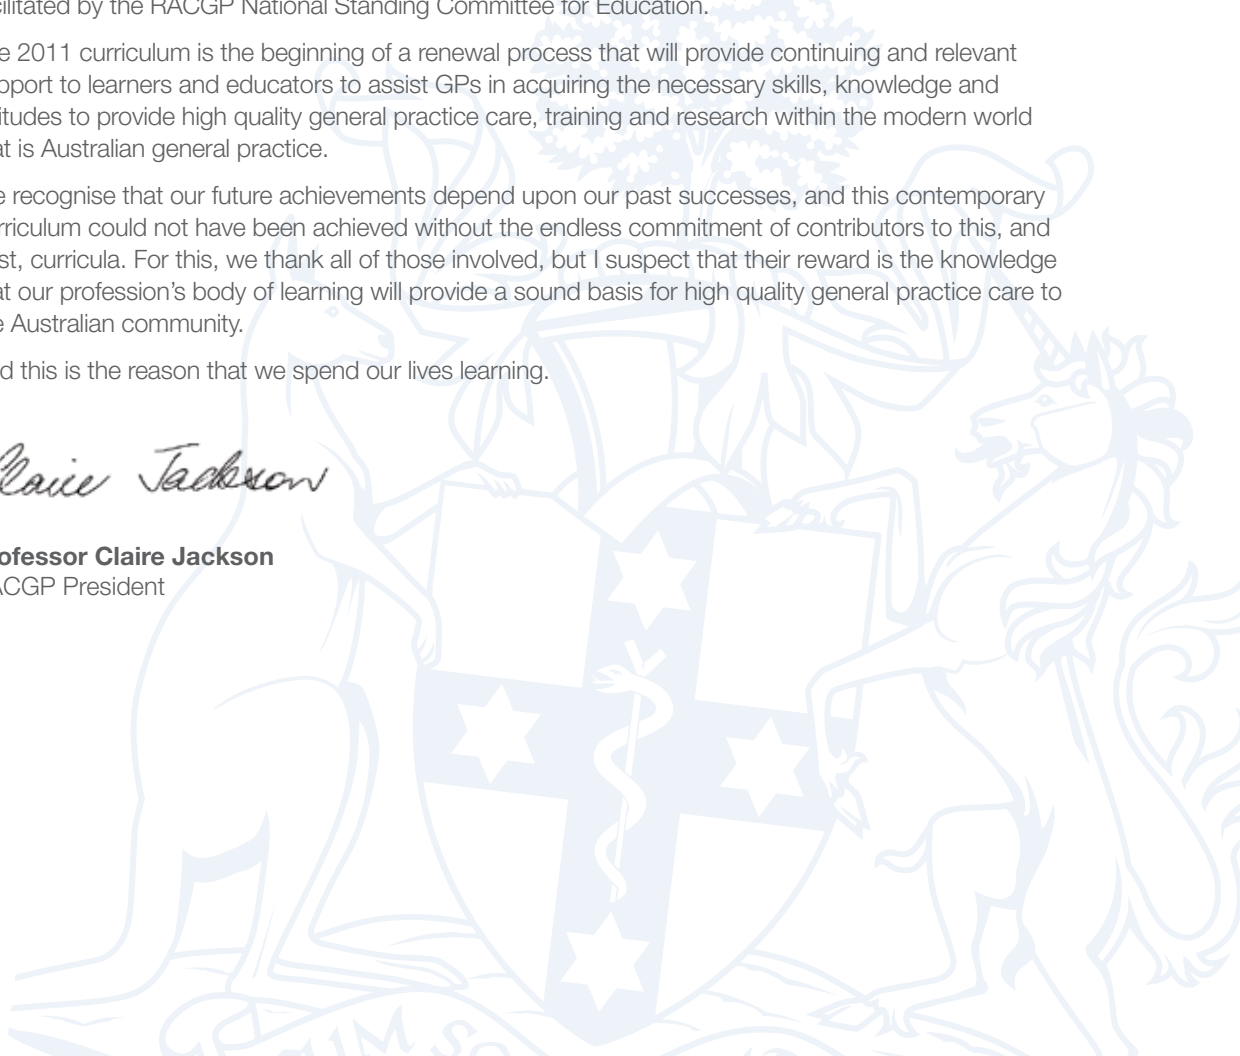 cilitated by the RACGP National Standing Committee for Education.
e 2011 curriculum is the beginning of a renewal process that will provide continuing and relevant
pport to learners and educators to assist GPs in acquiring the necessary skills, knowledge and
itudes to provide high quality general practice care, training and research within the modern world
at is Australian general practice.
e recognise that our future achievements depend upon our past successes, and this contemporary
rriculum could not have been achieved without the endless commitment of contributors to this, and
st, curricula. For this, we thank all of those involved, but I suspect that their reward is the knowledge
at our profession’s body of learning will provide a sound basis for high quality general practice care to
e Australian community.
d this is the reason that we spend our lives learning.
Claire Jackson
ofessor Claire Jackson
ACGP President